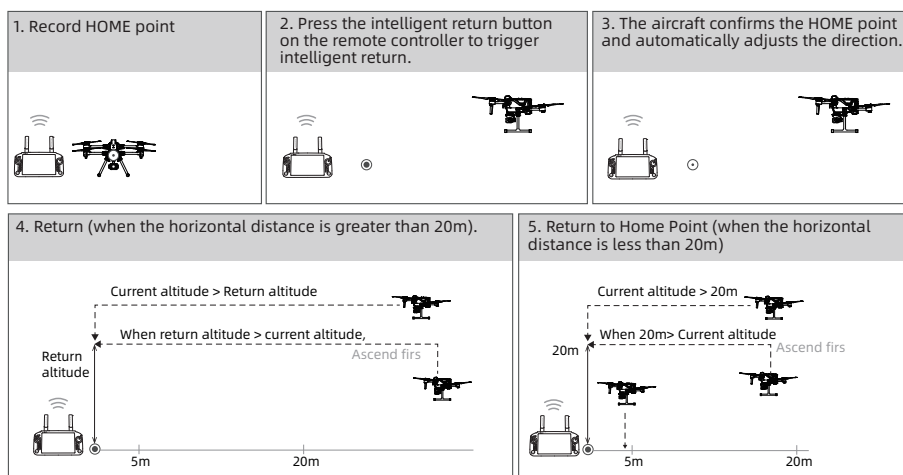 1. Record HOME point
2. Press the intelligent return button
on the remote controller to trigger
intelligent return.
3. The aircraft confirms the HOME point
and automatically adjusts the direction.
4. Return (when the horizontal distance is greater than 20m).
Current altitude > Return altitude
When return altitude > current altitude,
Ascend firs
Return
altitude
5m
20m
5. Return to Home Point (when the horizontal
distance is less than 20m)
Current altitude > 20m
When 20m> Current altitude
Ascend firs
20m
5m
20m